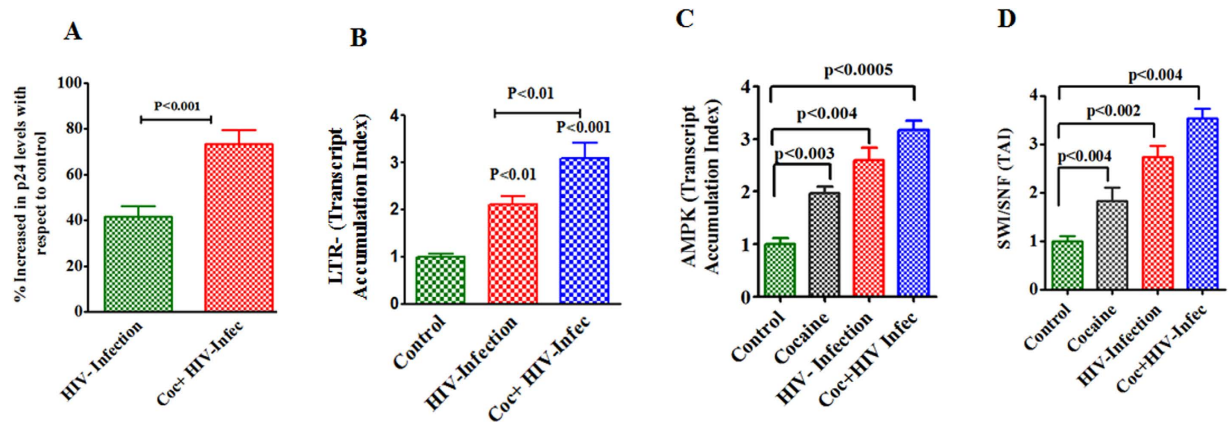 A
% Increased in p24 levels with
respect to control
100
80
60
40
20
0
P<0.001
HIV- Infection
Coc+ HIV-Infec
B
LTR- (Transcript
Accumulation Index)
4
3
2
1
0
P<0.01
P<0.001
P<0.01
Control
HIV-Infection
Coc+ HIV-Infec
C
AMPK (Transcript
Accumulation Index)
4
3
2
1
0
p<0.0005
p<0.004
p<0.003
Control
Cocaine
HIV- Infection
Coc+HIV Infec
D
SWI/SNF (TAI)
4
3
2
1
0
p<0.004
p<0.002
p<0.004
Control
Cocaine
HIV-Infection
Coc+HIV-Infec